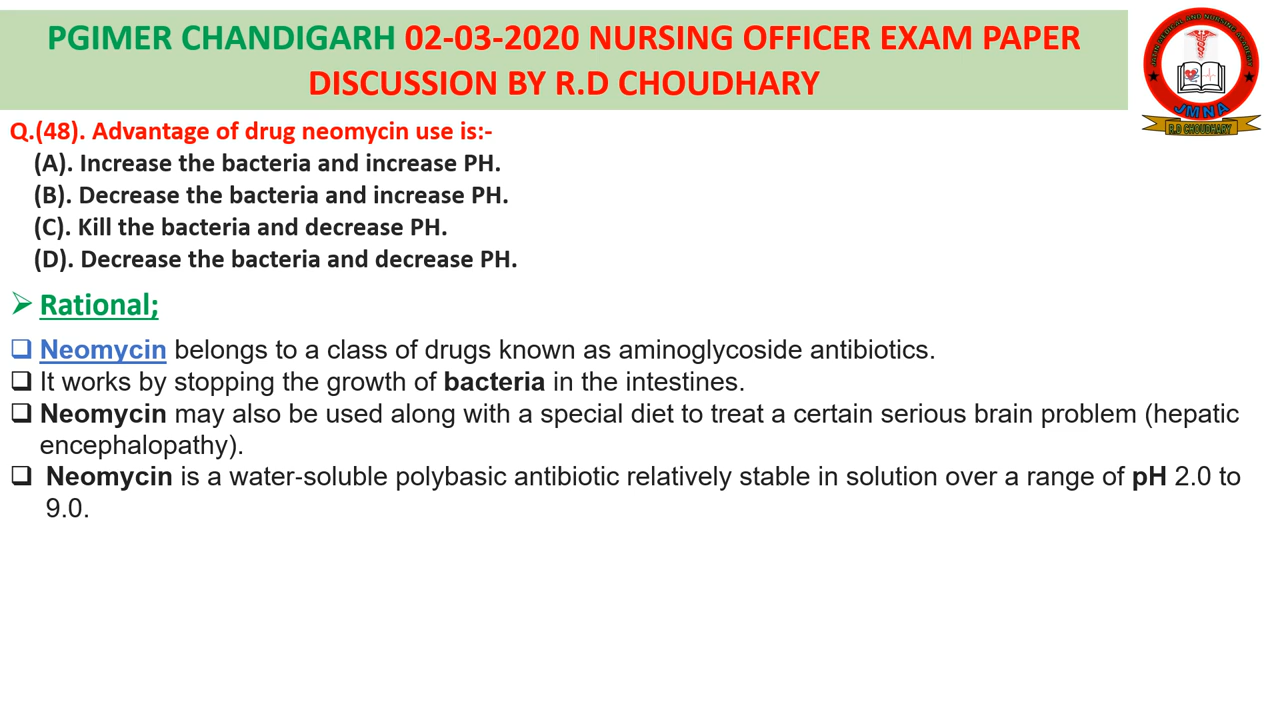 PGIMER CHANDIGARH 02-03-2020 NURSING OFFICER EXAM PAPER
DISCUSSION BY R.D CHOUDHARY
JMNA
R.D CHOUDHARY
Q.(48). Advantage of drug neomycin use is:-
(A). Increase the bacteria and increase PH.
(B). Decrease the bacteria and increase PH.
(C). Kill the bacteria and decrease PH.
(D). Decrease the bacteria and decrease PH.
Rational;
Neomycin belongs to a class of drugs known as aminoglycoside antibiotics.
It works by stopping the growth of bacteria in the intestines.
Neomycin may also be used along with a special diet to treat a certain serious brain problem (hepatic
encephalopathy).
Neomycin is a water-soluble polybasic antibiotic relatively stable in solution over a range of pH 2.0 to
9.0.